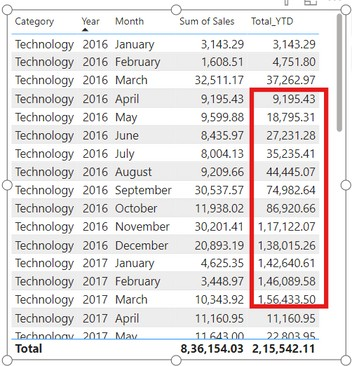 Category Year Month Sum of Sales Total_YTD
Technology 2016 January 3,143.29 3,143.29
Technology 2016 February 1,608.51 4,751.80
Technology 2016 March 32,511.17 37,262.97
Technology 2016 April 9,195.43 9,195.43
Technology 2016 May 9,599.88 18,795.31
Technology 2016 June 8,435.97 27,231.28
Technology 2016 July 8,004.13 35,235.41
Technology 2016 August 9,209.66 44,445.07
Technology 2016 September 30,537.57 74,982.64
Technology 2016 October 11,938.02 86,920.66
Technology 2016 November 30,201.41 1,17,122.07
Technology 2016 December 20,893.19 1,38,015.26
Technology 2017 January 4,625.35 1,42,640.61
Technology 2017 February 3,448.97 1,46,089.58
Technology 2017 March 10,343.92 1,56,433.50
Technology 2017 April 11,160.95 11,160.95
Technology 2017 May 11,643.00 22,803.95
Total 8,36,154.03 2,15,542.11